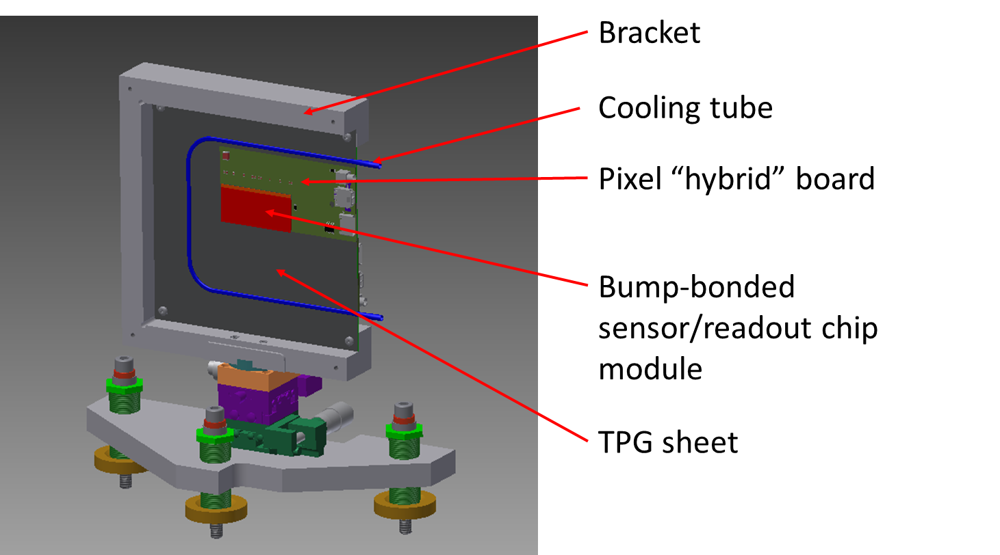 Bracket
Cooling tube
Pixel “hybrid” board
Bump-bonded
sensor/readout chip
module
TPG sheet